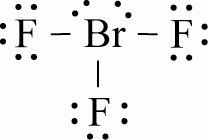 F – Br – F
F